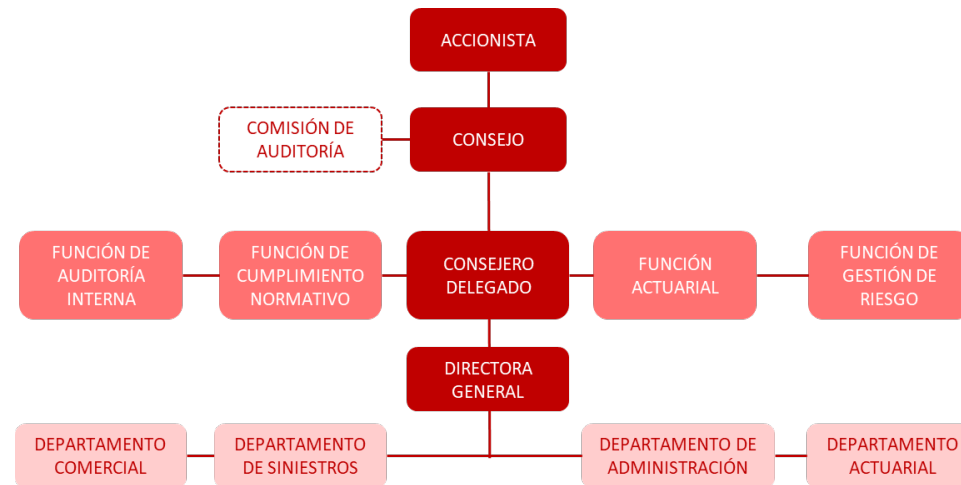 ACCIONISTA
COMISIÓN DE
AUDITORÍA
CONSEJO
FUNCIÓN DE
AUDITORÍA
INTERNA
FUNCIÓN DE
CUMPLIMIENTO
NORMATIVO
CONSEJERO
DELEGADO
FUNCIÓN
ACTUARIAL
FUNCIÓN DE
GESTIÓN DE
RIESGO
DIRECTORA
GENERAL
DEPARTAMENTO
COMERCIAL
DEPARTAMENTO
DE SINIESTROS
DEPARTAMENTO DE
ADMINISTRACIÓN
DEPARTAMENTO
ACTUARIAL